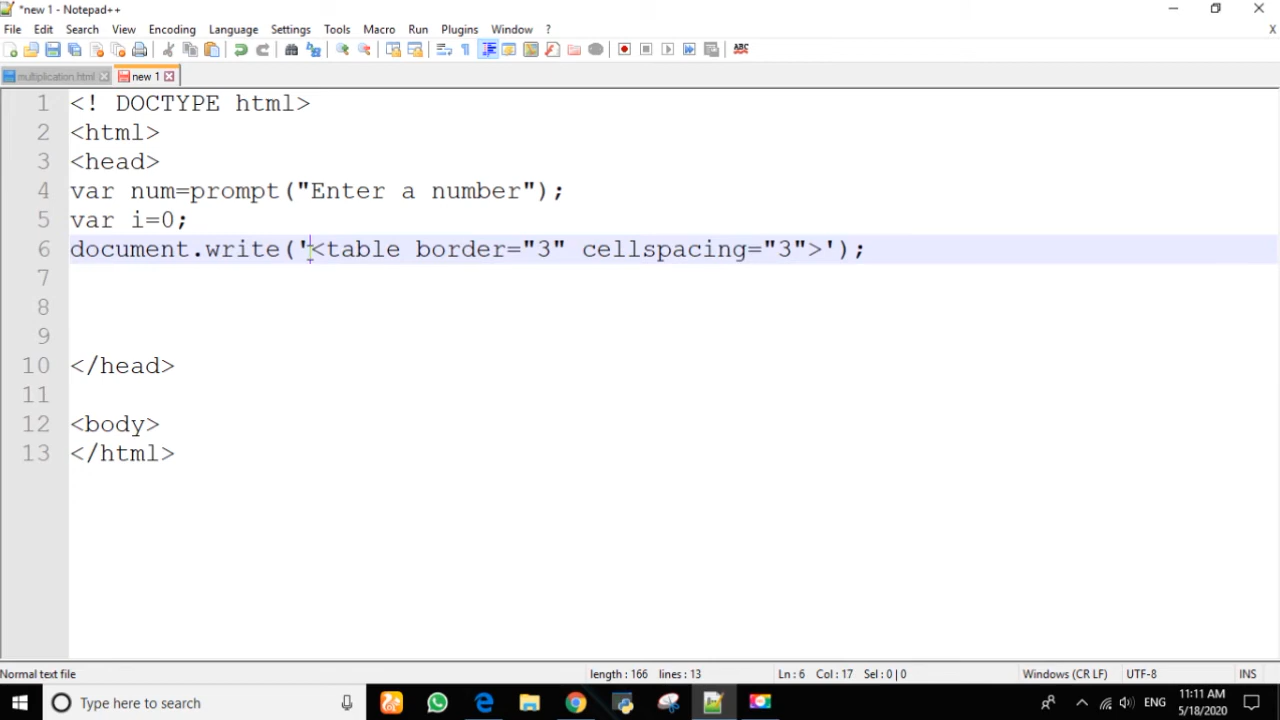 *new 1 - Notepad++
File Edit Search View Encoding Language Settings Tools Macro Run Plugins Window ? X
ABC
multiplication.html new 1
1 <! DOCTYPE html>
2 <html>
3 <head>
4 var num=prompt("Enter a number");
5 var i=0;
6 document.write('<table border="3" cellspacing="3">');
7
8
9
10 </head>
11
12 <body>
13 </html>
Normal text file length : 166 lines : 13 Ln : 6 Col : 17 Sel : 0 | 0 Windows (CR LF) UTF-8 INS
Type here to search ENG 11:11 AM
5/18/2020